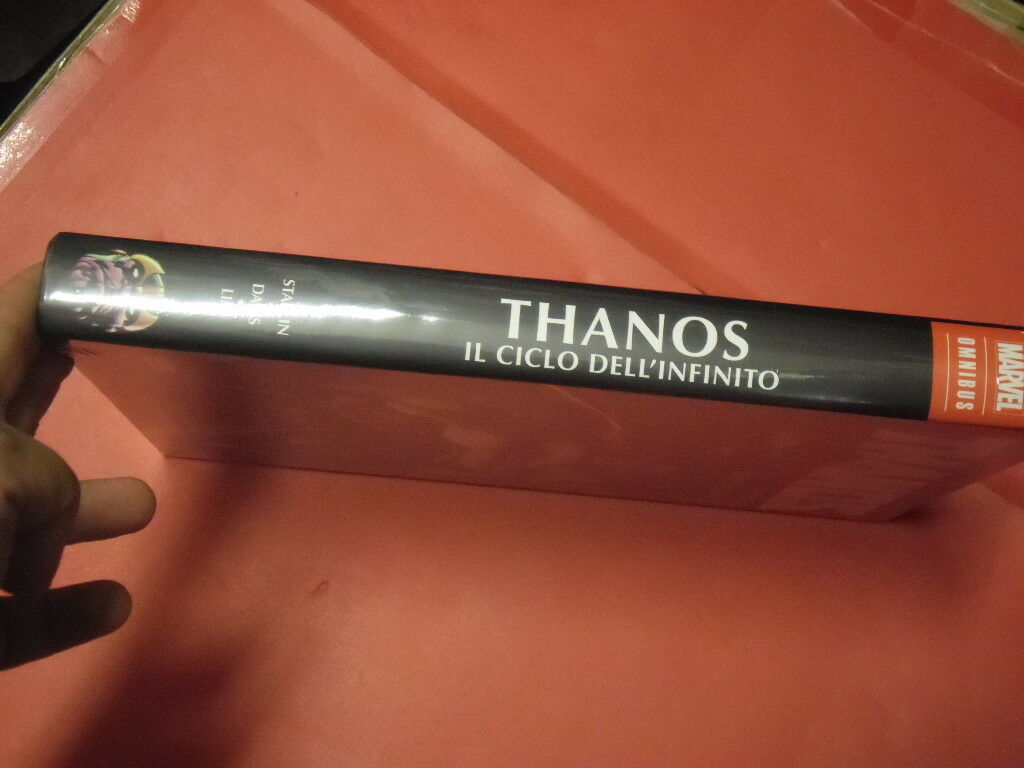 MARVEL
OMNIBUS
THANOS
IL CICLO DELL'INFINITO